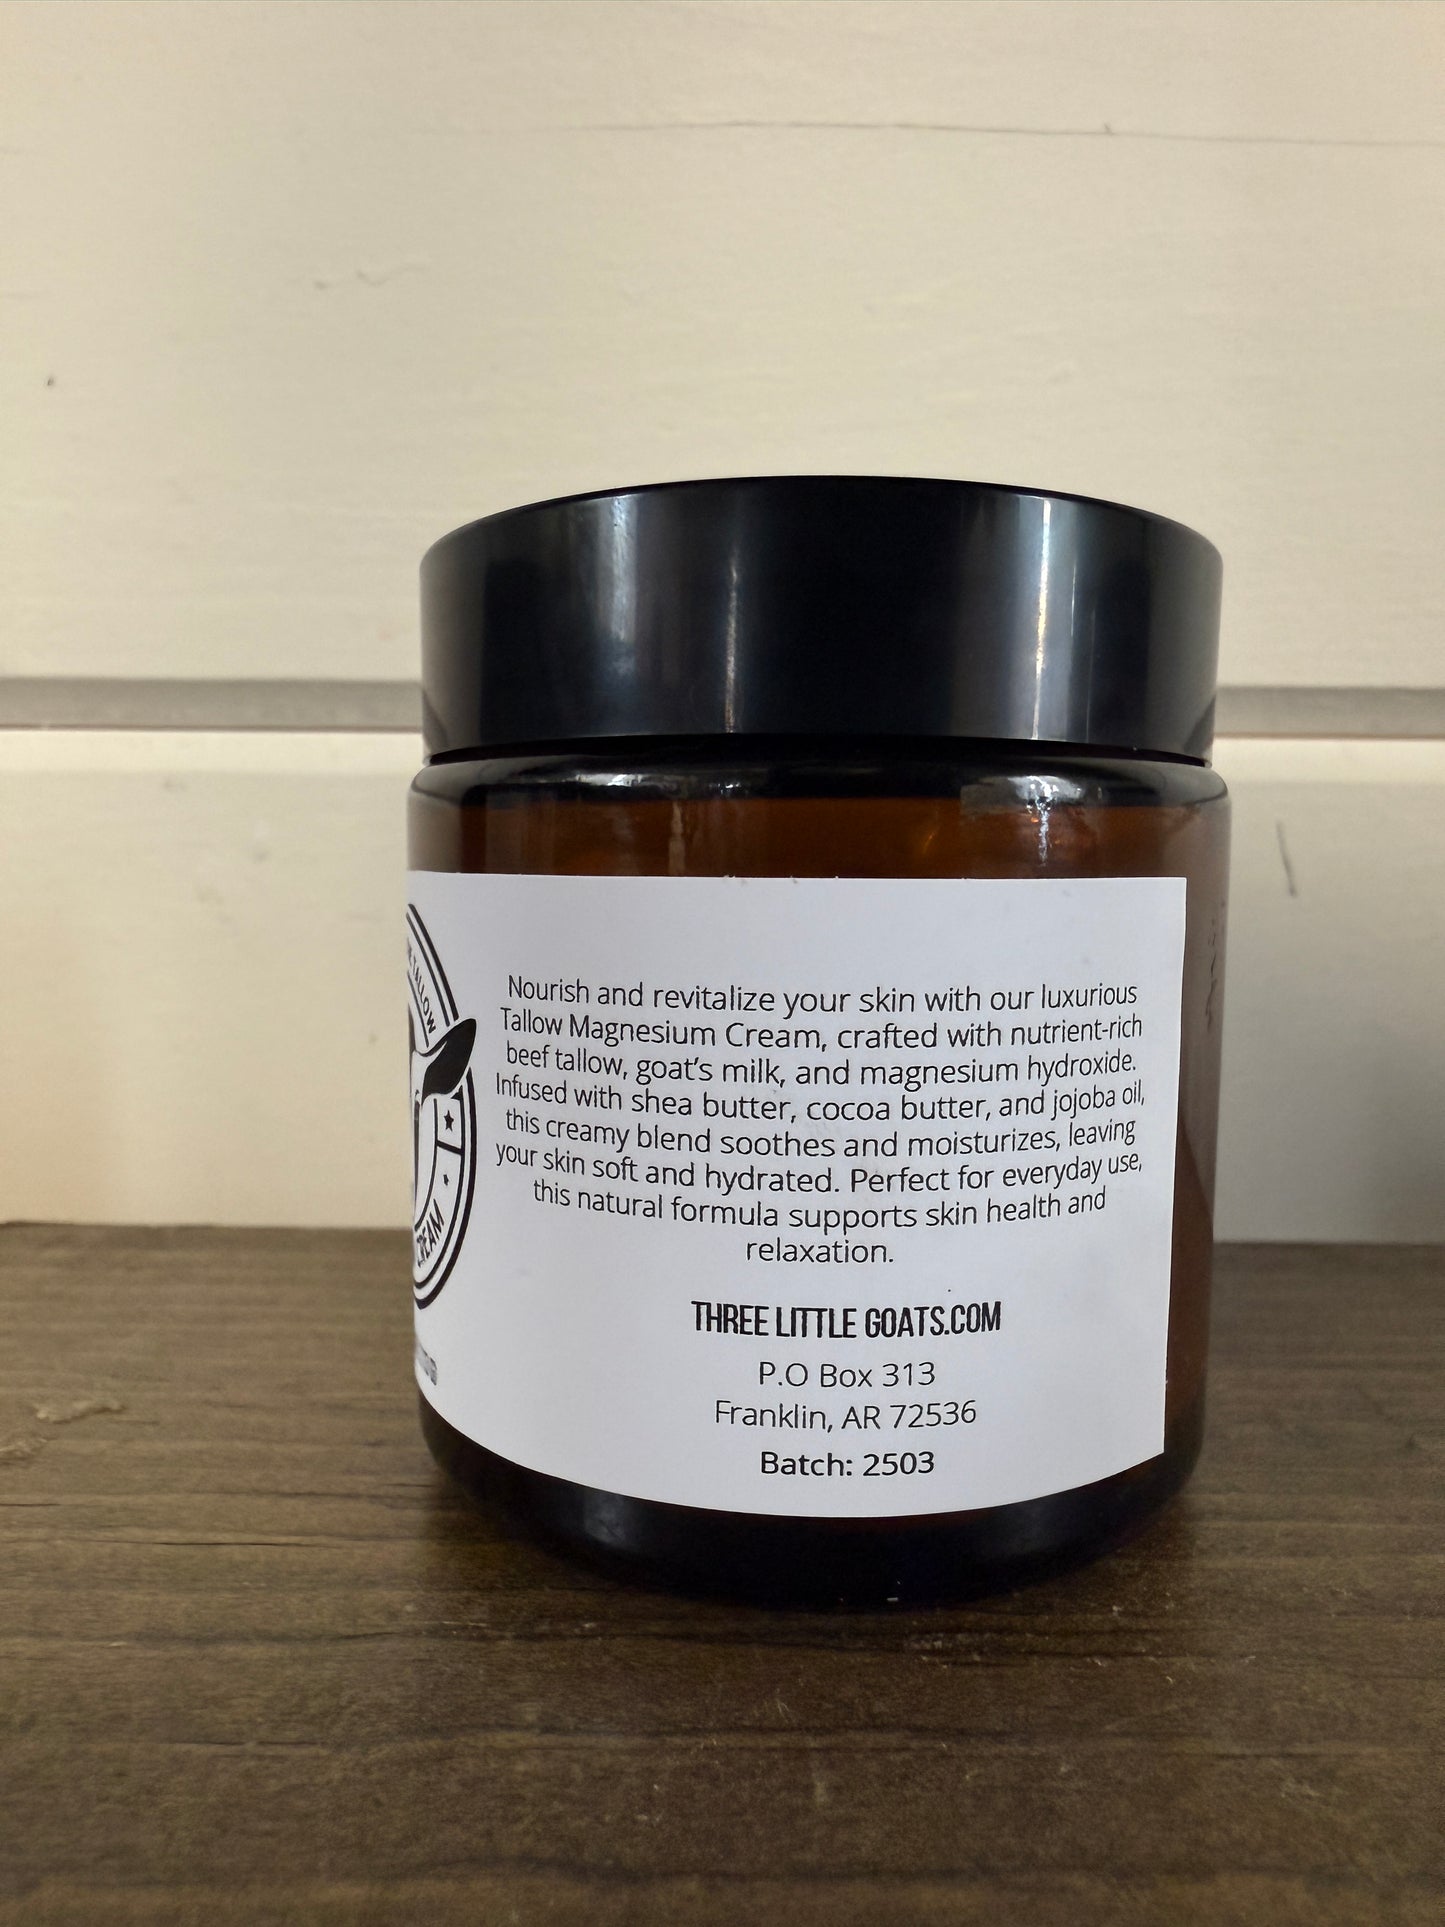 TALLOW
CREAM
Nourish and revitalize your skin with our luxurious
Tallow Magnesium Cream, crafted with nutrient-rich
beef tallow, goat's milk, and magnesium hydroxide.
Infused with shea butter, cocoa butter, and jojoba oil,
this creamy blend soothes and moisturizes, leaving
your skin soft and hydrated. Perfect for everyday use,
this natural formula supports skin health and
relaxation.
THREE LITTLE GOATS.COM
P.O Box 313
Franklin, AR 72536
Batch: 2503